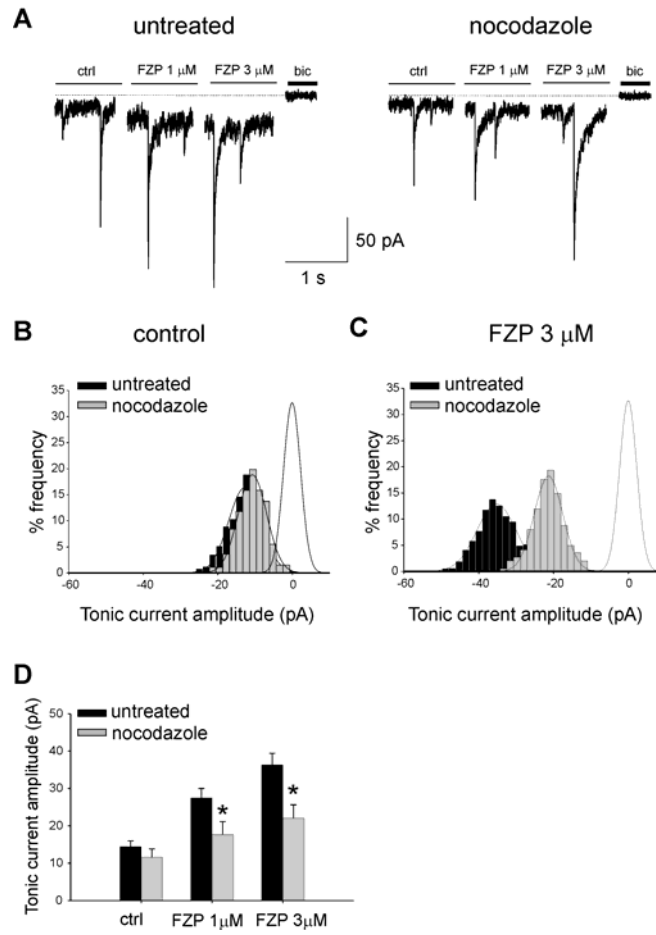 A
untreated
nocodazole
ctrl FZP 1 µM FZP 3 µM bic
ctrl FZP 1 µM FZP 3 µM bic
50 pA
1 s
B
control
C
FZP 3 µM
untreated
nocodazole
% frequency
35
30
25
20
15
10
5
0
-60 -40 -20 0
Tonic current amplitude (pA)
untreated
nocodazole
% frequency
35
30
25
20
15
10
5
0
-60 -40 -20 0
Tonic current amplitude (pA)
D
untreated
nocodazole
Tonic current amplitude (pA)
50
40
30
20
10
0
*
*
ctrl FZP 1µM FZP 3µM